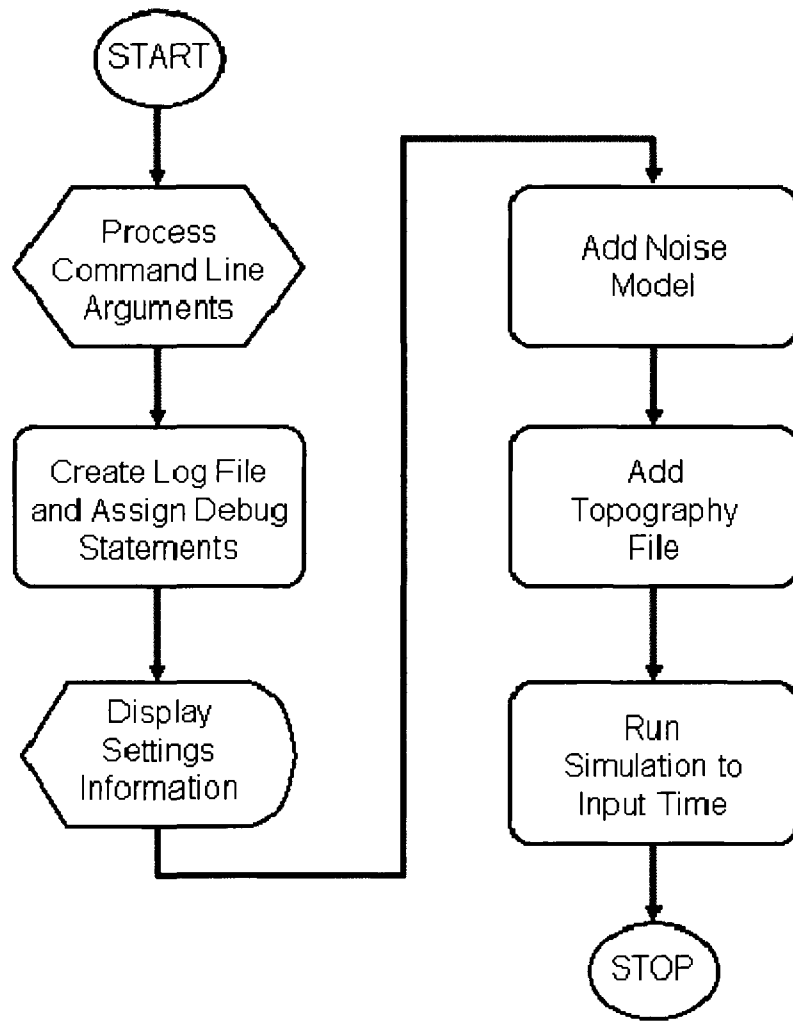 START
Process
Command Line
Arguments
Create Log File
and Assign Debug
Statements
Display
Settings
Information
Add Noise
Model
Add
Topography
File
Run
Simulation to
Input Time
STOP